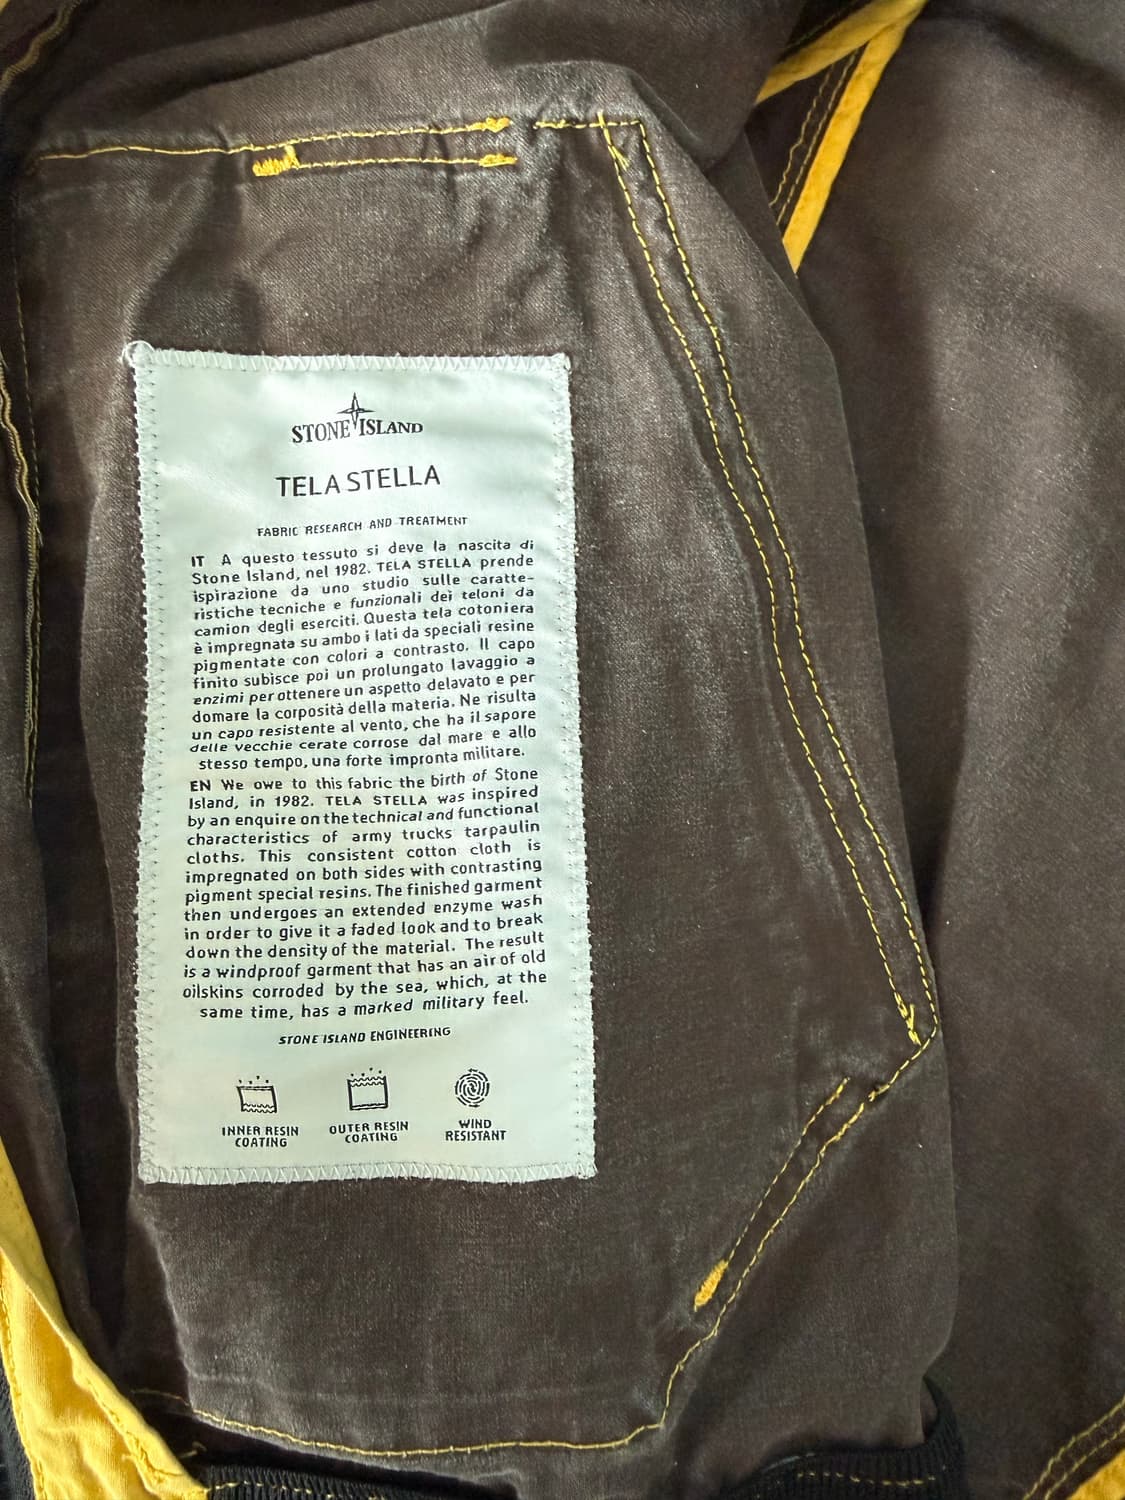 STONE ISLAND
TELA STELLA
FABRIC RESEARCH AND TREATMENT
IT A questo tessuto si deve la nascita di
Stone Island, nel 1982. TELA STELLA prende
ispirazione da uno studio sulle caratte-
ristiche tecniche e funzionali dei teloni da
camion degli eserciti. Questa tela cotoniera
è impregnata su ambo i lati da speciali resine
pigmentate con colori a contrasto. Il capo
finito subisce poi un prolungato lavaggio a
enzimi per ottenere un aspetto delavato e per
domare la corposità della materia. Ne risulta
un capo resistente al vento, che ha il sapore
delle vecchie cerate corrose dal mare e allo
stesso tempo, una forte impronta militare.
EN We owe to this fabric the birth of Stone
Island, in 1982. TELA STELLA was inspired
by an enquire on the technical and functional
characteristics of army trucks tarpaulin
cloths. This consistent cotton cloth is
impregnated on both sides with contrasting
pigment special resins. The finished garment
then undergoes an extended enzyme wash
in order to give it a faded look and to break
down the density of the material. The result
is a windproof garment that has an air of old
oilskins corroded by the sea, which, at the
same time, has a marked military feel.
STONE ISLAND ENGINEERING
INNER RESIN COATING
OUTER RESIN COATING
WIND RESISTANT